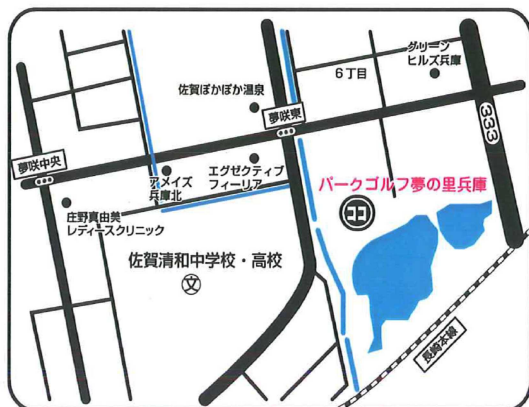 グリーン
ヒルズ兵庫
6丁目
佐賀ぽかぽか温泉
夢咲東
333
夢咲中央
アメイズ
兵庫北
エグゼクティブ
フィーリア
パークゴルフ夢の里兵庫
ココ
庄野真由美
レディースクリニック
佐賀清和中学校・高校
文
長崎本線